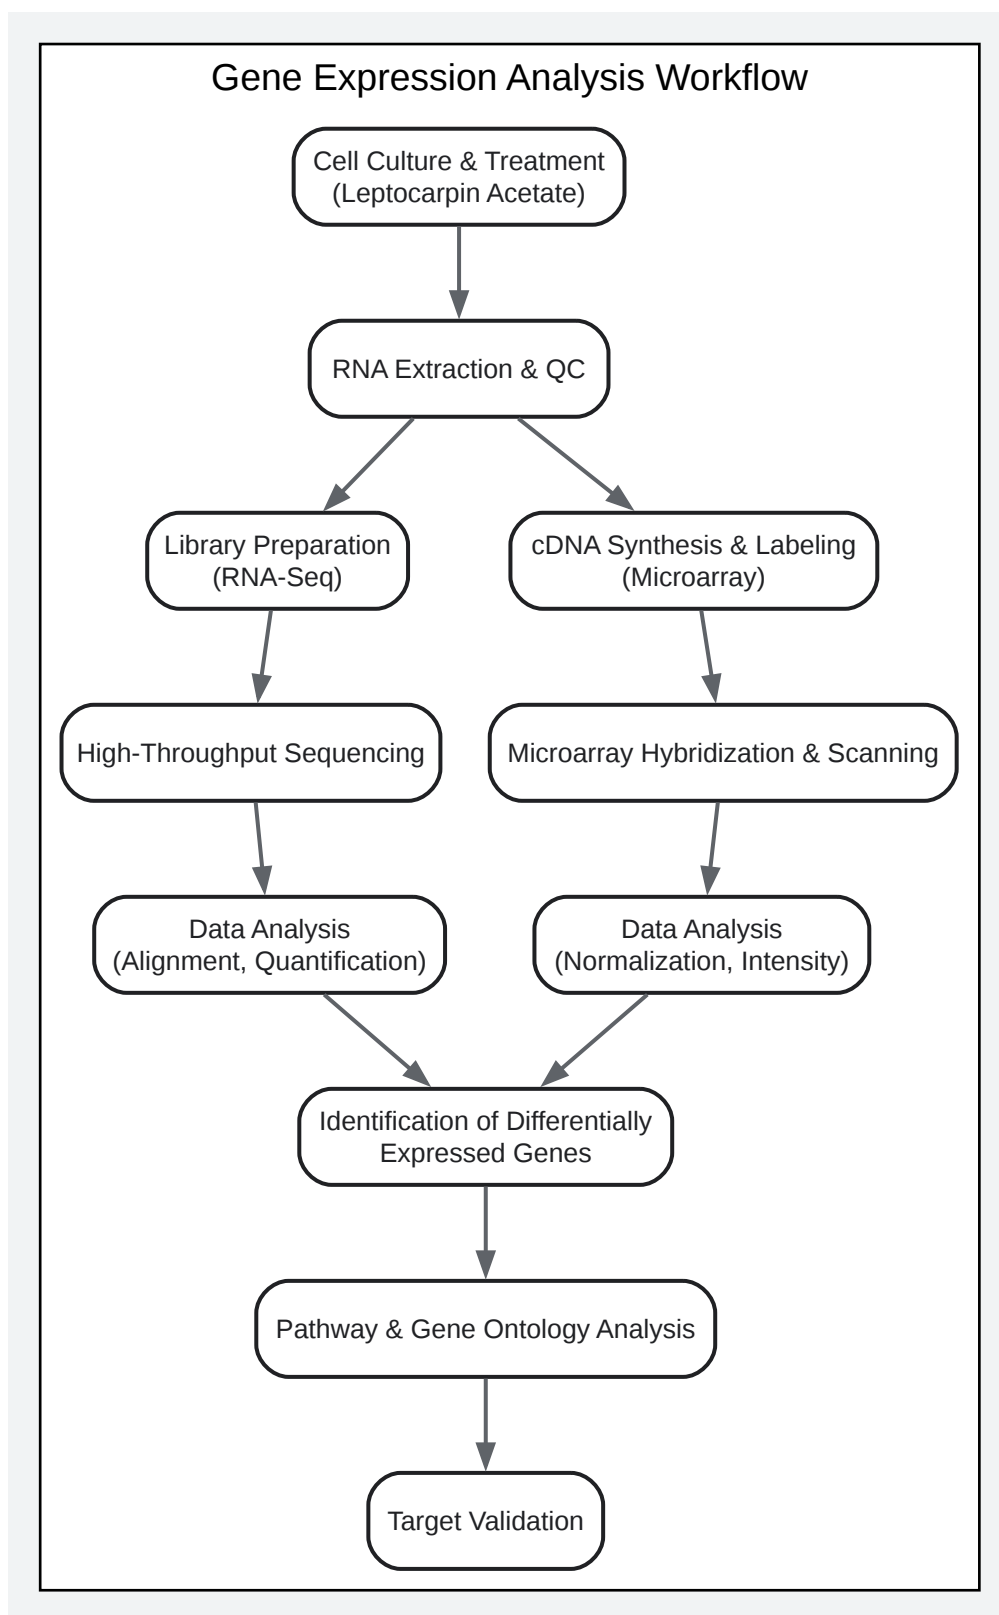 Gene Expression Analysis Workflow
Cell Culture & Treatment
(Leptocarpin Acetate)
RNA Extraction & QC
Library Preparation
(RNA-Seq)
cDNA Synthesis & Labeling
(Microarray)
High-Throughput Sequencing
Microarray Hybridization & Scanning
Data Analysis
(Alignment, Quantification)
Data Analysis
(Normalization, Intensity)
Identification of Differentially
Expressed Genes
Pathway & Gene Ontology Analysis
Target Validation